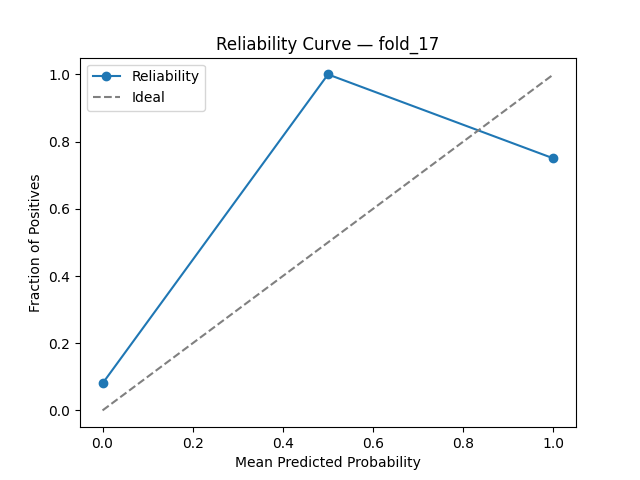 Reliability Curve — fold_17
Reliability
Ideal
Fraction of Positives
1.0
0.8
0.6
0.4
0.2
0.0
0.0 0.2 0.4 0.6 0.8 1.0
Mean Predicted Probability